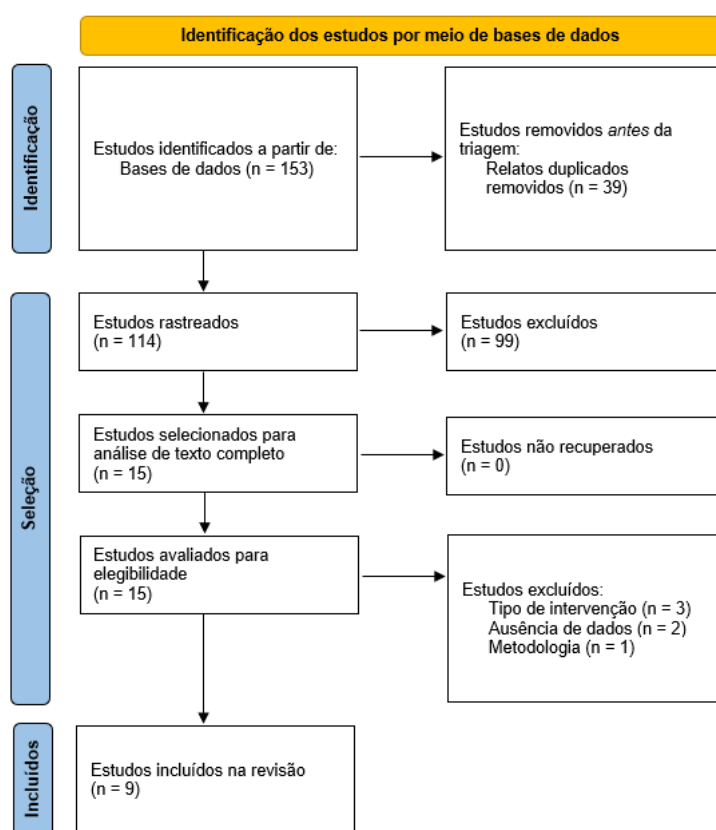 Identificação dos estudos por meio de bases de dados
Identificação
Estudos identificados a partir de:
Bases de dados (n = 153)
Estudos removidos antes da
triagem:
Relatos duplicados
removidos (n = 39)
Seleção
Estudos rastreados
(n = 114)
Estudos excluídos
(n = 99)
Estudos selecionados para
análise de texto completo
(n = 15)
Estudos não recuperados
(n = 0)
Estudos avaliados para
elegibilidade
(n = 15)
Estudos excluídos:
Tipo de intervenção (n = 3)
Ausência de dados (n = 2)
Metodologia (n = 1)
Incluídos
Estudos incluídos na revisão
(n = 9)